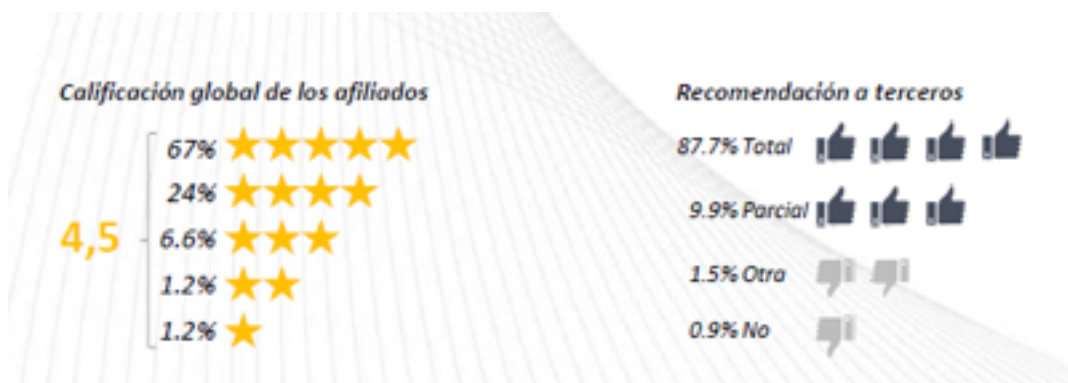 Calificación global de los afiliados
67%
24%
4,5
6.6%
1.2%
1.2%
Recomendación a terceros
87.7% Total
9.9% Parcial
1.5% Otra
0.9% No